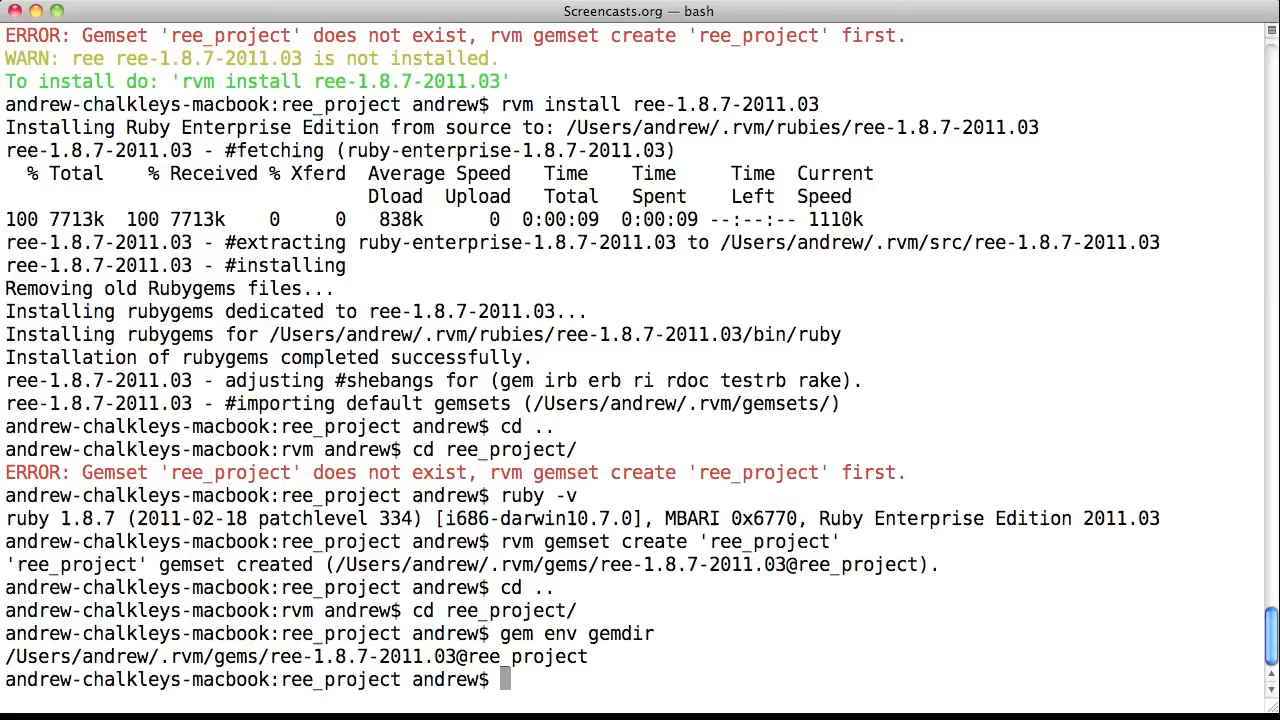 Screencasts.org — bash
ERROR: Gemset 'ree_project' does not exist, rvm gemset create 'ree_project' first.
WARN: ree ree-1.8.7-2011.03 is not installed.
To install do: 'rvm install ree-1.8.7-2011.03'
andrew-chalkleys-macbook:ree_project andrew$ rvm install ree-1.8.7-2011.03
Installing Ruby Enterprise Edition from source to: /Users/andrew/.rvm/rubies/ree-1.8.7-2011.03
ree-1.8.7-2011.03 - #fetching (ruby-enterprise-1.8.7-2011.03)
  % Total    % Received % Xferd  Average Speed   Time    Time     Time  Current
                                 Dload  Upload   Total   Spent    Left  Speed
100 7713k  100 7713k    0     0   838k      0  0:00:09  0:00:09 --:--:-- 1110k
ree-1.8.7-2011.03 - #extracting ruby-enterprise-1.8.7-2011.03 to /Users/andrew/.rvm/src/ree-1.8.7-2011.03
ree-1.8.7-2011.03 - #installing
Removing old Rubygems files...
Installing rubygems dedicated to ree-1.8.7-2011.03...
Installing rubygems for /Users/andrew/.rvm/rubies/ree-1.8.7-2011.03/bin/ruby
Installation of rubygems completed successfully.
ree-1.8.7-2011.03 - adjusting #shebangs for (gem irb erb ri rdoc testrb rake).
ree-1.8.7-2011.03 - #importing default gemsets (/Users/andrew/.rvm/gemsets/)
andrew-chalkleys-macbook:ree_project andrew$ cd ..
andrew-chalkleys-macbook:rvm andrew$ cd ree_project/
ERROR: Gemset 'ree_project' does not exist, rvm gemset create 'ree_project' first.
andrew-chalkleys-macbook:ree_project andrew$ ruby -v
ruby 1.8.7 (2011-02-18 patchlevel 334) [i686-darwin10.7.0], MBARI 0x6770, Ruby Enterprise Edition 2011.03
andrew-chalkleys-macbook:ree_project andrew$ rvm gemset create 'ree_project'
'ree_project' gemset created (/Users/andrew/.rvm/gems/ree-1.8.7-2011.03@ree_project).
andrew-chalkleys-macbook:ree_project andrew$ cd ..
andrew-chalkleys-macbook:rvm andrew$ cd ree_project/
andrew-chalkleys-macbook:ree_project andrew$ gem env gemdir
/Users/andrew/.rvm/gems/ree-1.8.7-2011.03@ree_project
andrew-chalkleys-macbook:ree_project andrew$